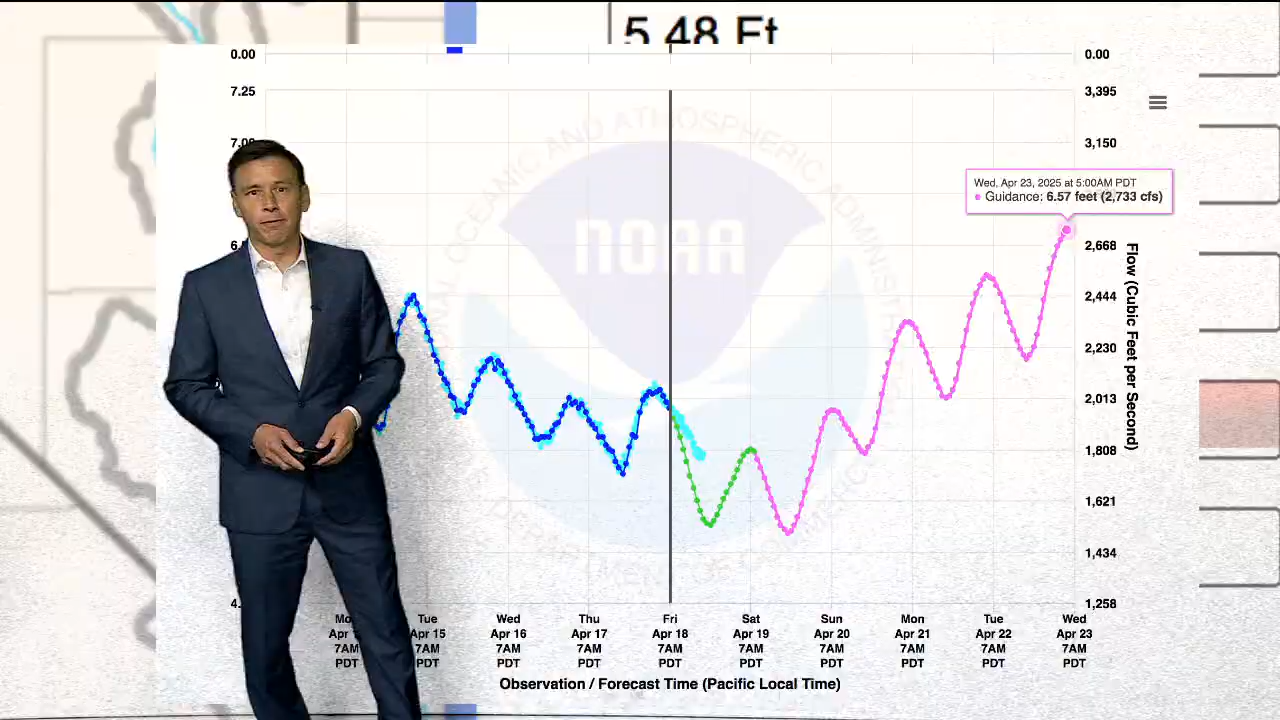 5.48 Ft
0.00
0.00
7.25
3,395
3,150
Wed, Apr 23, 2025 at 5:00AM PDT
Guidance: 6.57 feet (2,733 cfs)
NOAA
2,668
2,444
2,230
2,013
1,808
1,621
1,434
1,258
Flow (Cubic Feet per Second)
Tue Wed Thu Fri Sat Sun Mon Tue Wed
Apr 15 Apr 16 Apr 17 Apr 18 Apr 19 Apr 20 Apr 21 Apr 22 Apr 23
7AM 7AM 7AM 7AM 7AM 7AM 7AM 7AM 7AM 7AM
PDT PDT PDT PDT PDT PDT PDT PDT PDT PDT
Observation / Forecast Time (Pacific Local Time)